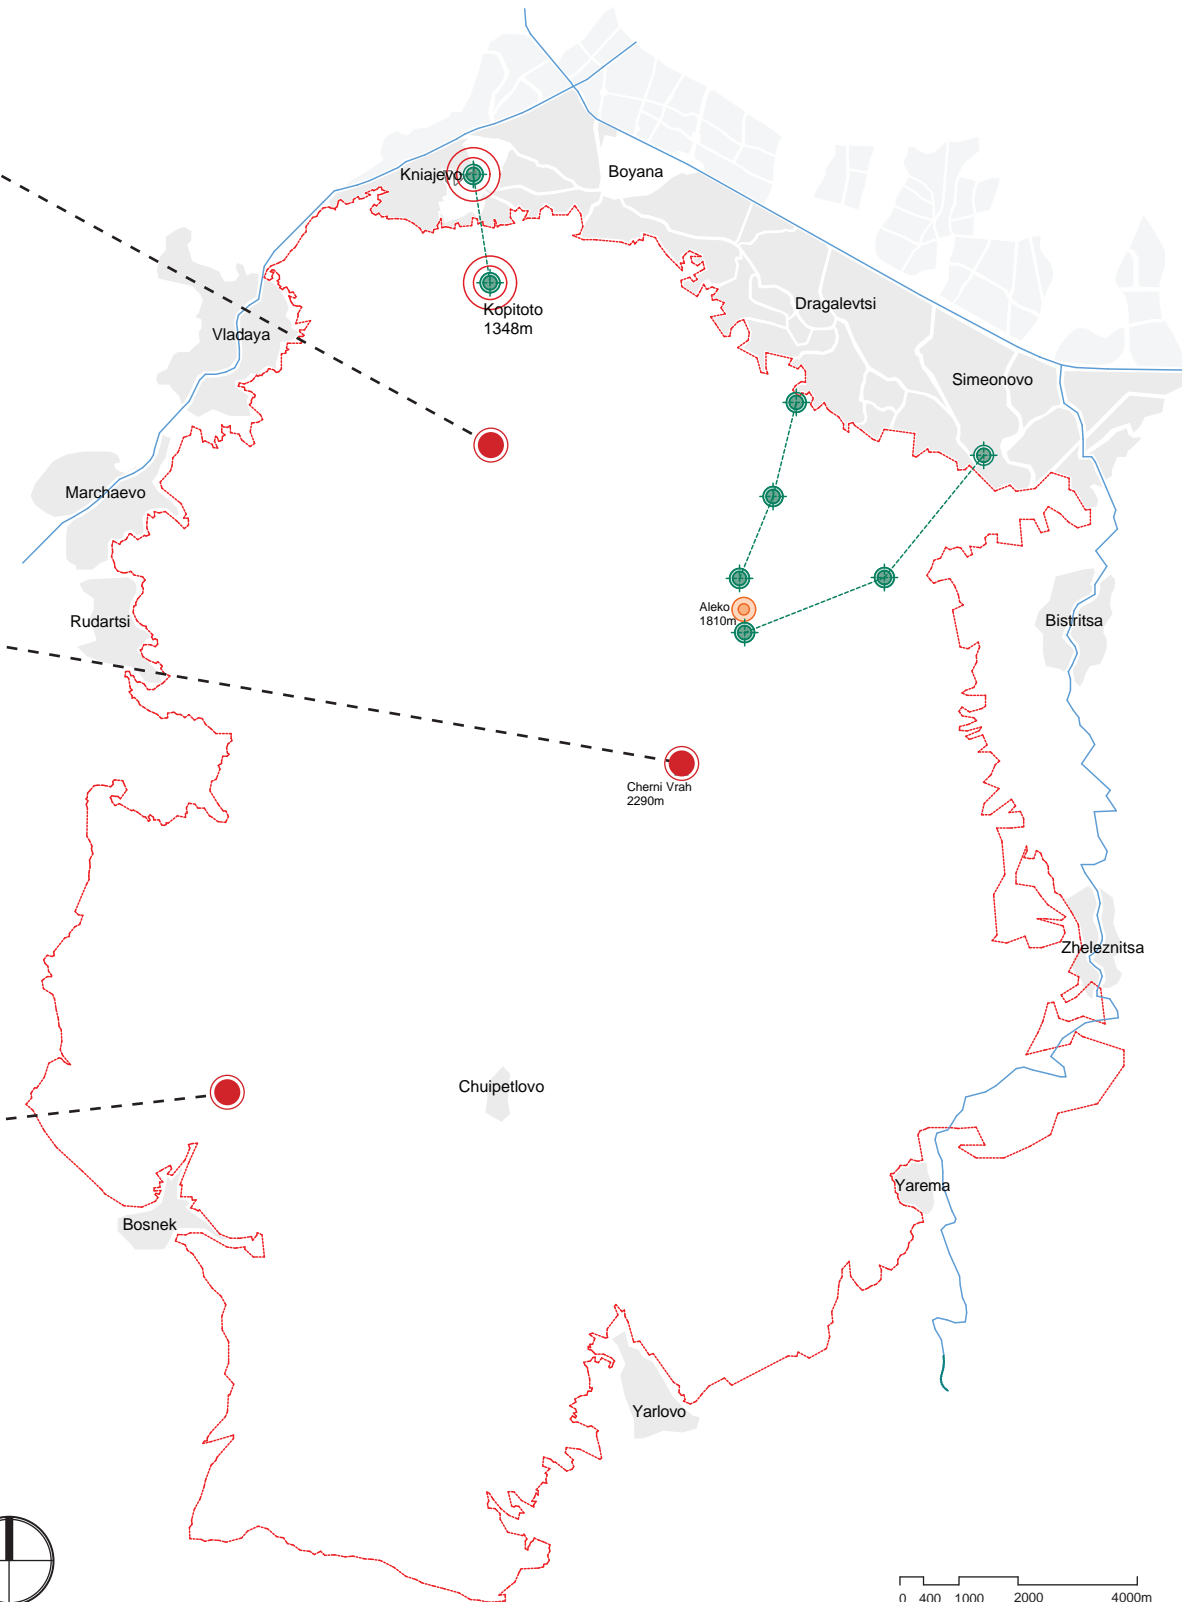 Boyana
Kniajevo
Dragalevtsi
Kopitoto
1348m
Vladaya
Simeonovo
Marchaevo
Aleko
1810m
Rudartsi
Bistritsa
Cherni Vrah
2290m
Zheleznitsa
Chuipetlovo
Yarema
Bosnek
Yarlovo
0 400 1000 2000 4000m